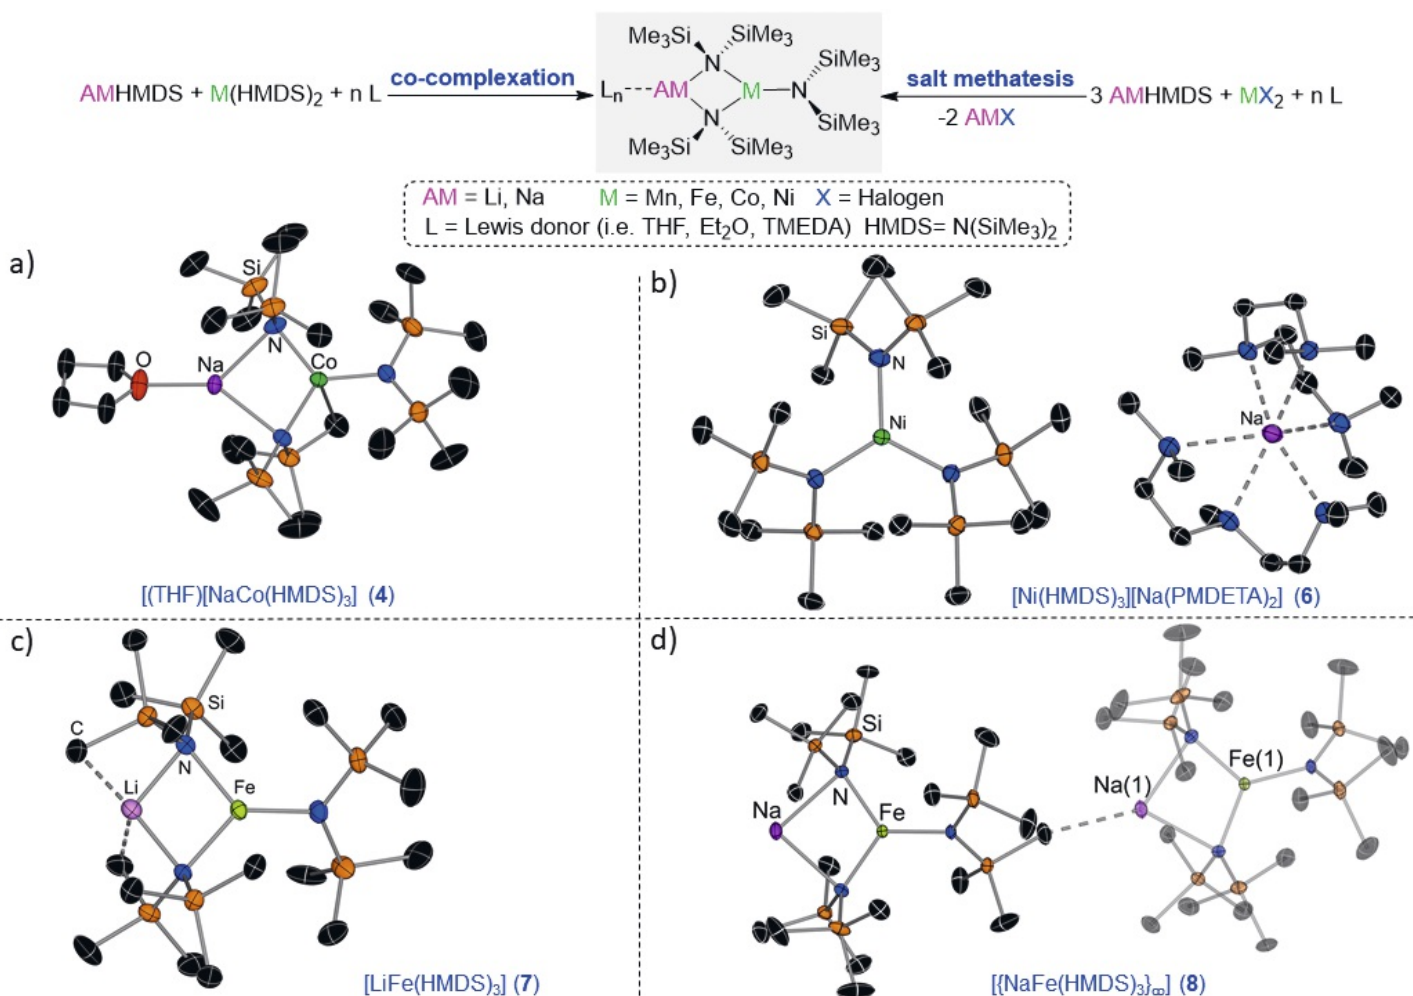 AMHMDS + M(HMDS)₂ + n L
co-complexation
Me₃Si SiMe₃
N SiMe₃
Lₙ---AM M N
N SiMe₃
Me₃Si SiMe₃
salt methatesis
-2 AMX
3 AMHMDS + MX₂ + n L
AM = Li, Na M = Mn, Fe, Co, Ni X = Halogen
L = Lewis donor (i.e. THF, Et₂O, TMEDA) HMDS= N(SiMe₃)₂
a)
Si
N
O Na Co
[(THF)[NaCo(HMDS)₃] (4)
b)
Si
N
Ni
Na
[Ni(HMDS)₃][Na(PMDETA)₂] (6)
c)
Si
C
N
Li Fe
[LiFe(HMDS)₃] (7)
d)
Si
N
Na Fe
Na(1) Fe(1)
[{NaFe(HMDS)₃}∞] (8)